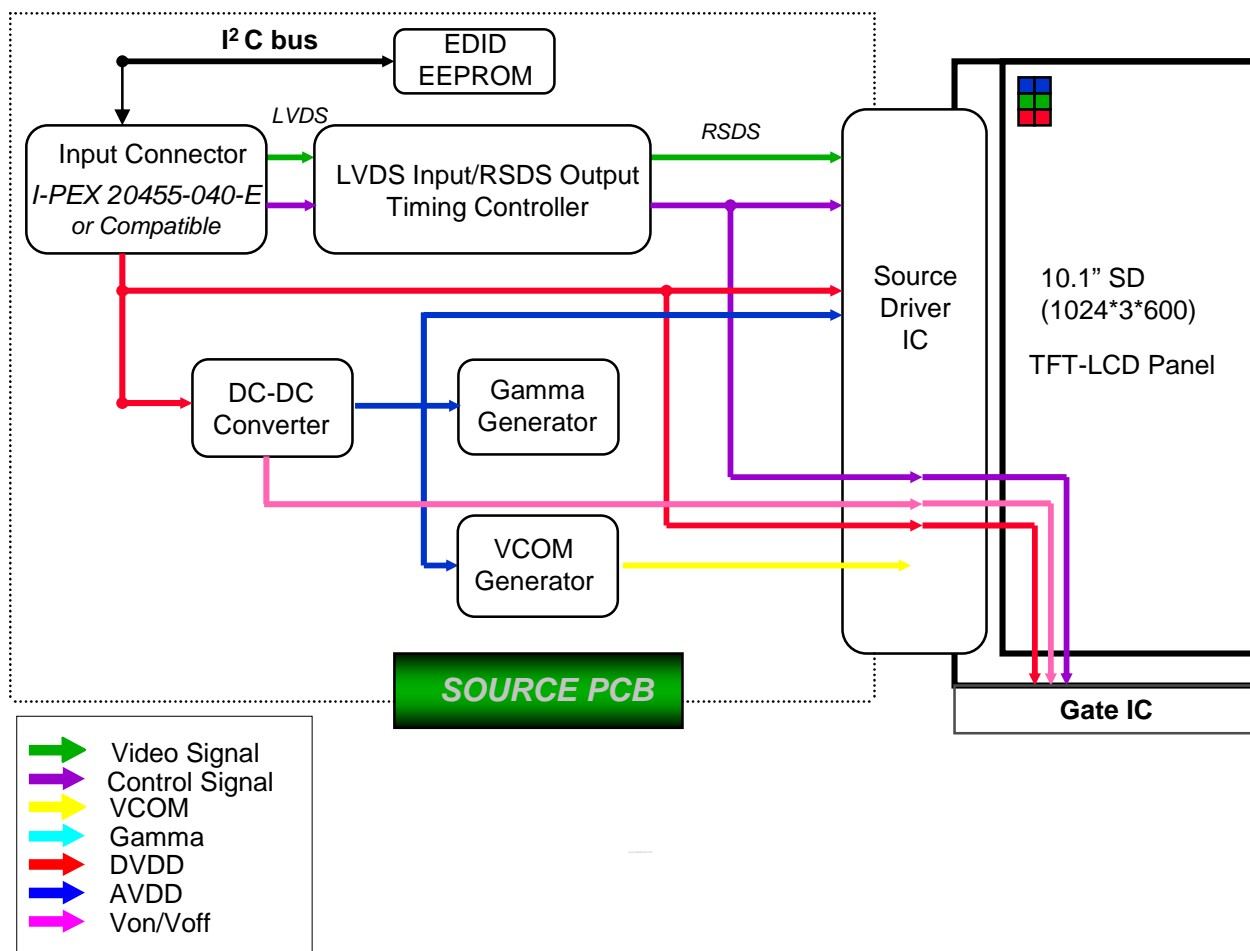 I² C bus
EDID
EEPROM
LVDS
RSDS
Input Connector
I-PEX 20455-040-E
or Compatible
LVDS Input/RSDS Output
Timing Controller
Source
Driver
IC
10.1” SD
(1024*3*600)
TFT-LCD Panel
DC-DC
Converter
Gamma
Generator
VCOM
Generator
SOURCE PCB
Gate IC
Video Signal
Control Signal
VCOM
Gamma
DVDD
AVDD
Von/Voff